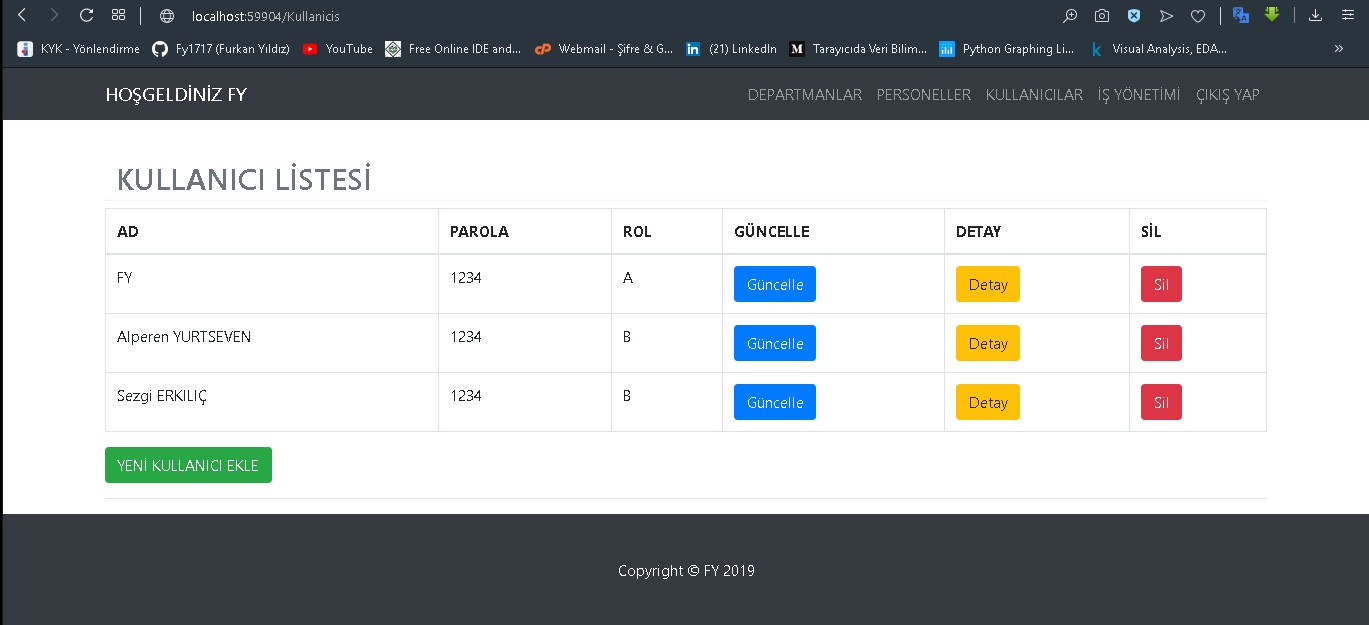 localhost:59904/Kullanicis
KYK - Yönlendirme Fy1717 (Furkan Yıldız) YouTube Free Online IDE and... Webmail - Şifre & G... (21) LinkedIn Tarayıcıda Veri Bilim... Python Graphing Li... Visual Analysis, EDA...
HOŞGELDİNİZ FY DEPARTMANLAR PERSONELLER KULLANICILAR İŞ YÖNETİMİ ÇIKIŞ YAP
KULLANICI LİSTESİ
AD PAROLA ROL GÜNCELLE DETAY SİL
FY 1234 A Güncelle Detay Sil
Alperen YURTSEVEN 1234 B Güncelle Detay Sil
Sezgi ERKILIÇ 1234 B Güncelle Detay Sil
YENİ KULLANICI EKLE
Copyright © FY 2019